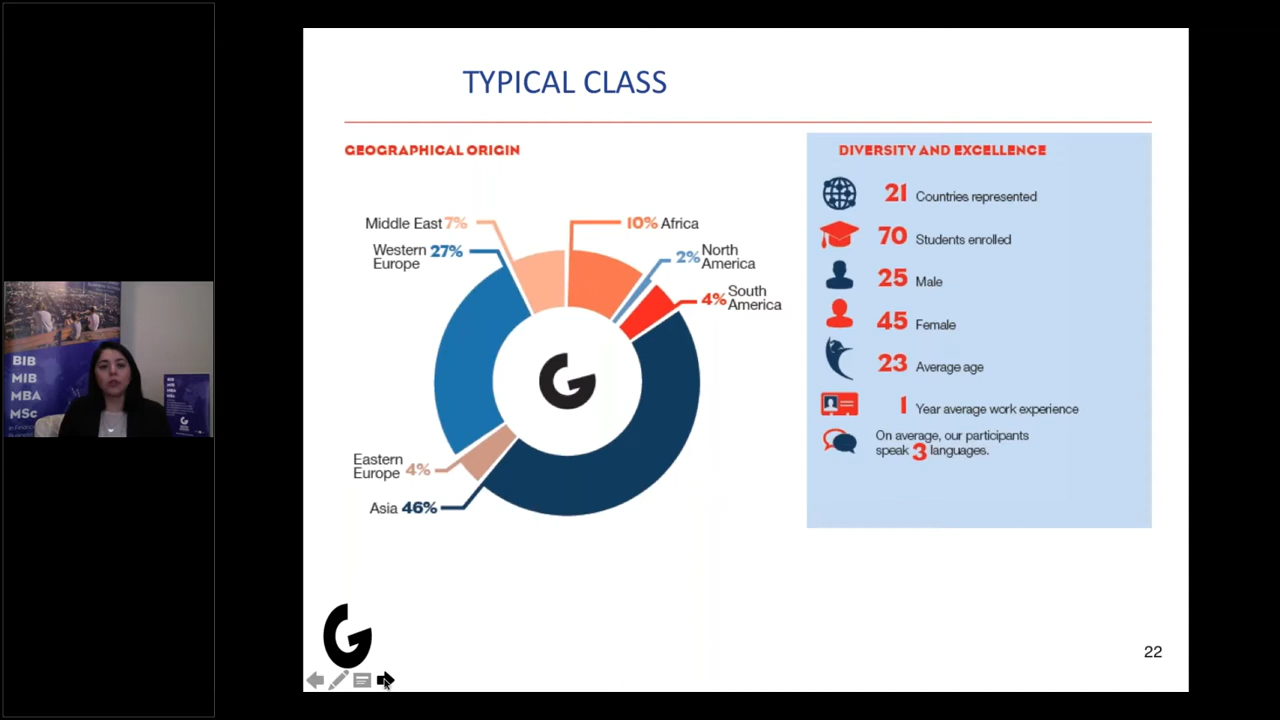 TYPICAL CLASS
GEOGRAPHICAL ORIGIN
Middle East 7%
10% Africa
Western 27%
Europe
2% North
America
4% South
America
Eastern
Europe 4%
Asia 46%
DIVERSITY AND EXCELLENCE
21 Countries represented
70 Students enrolled
25 Male
45 Female
23 Average age
1 Year average work experience
On average, our participants
speak 3 languages.
22
BIB
MIB
MBA
MSc